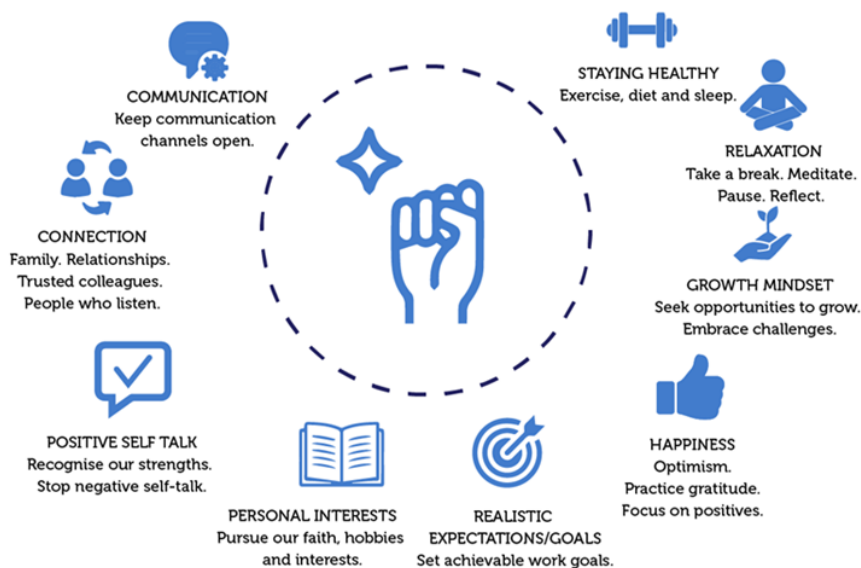 COMMUNICATION
Keep communication
channels open.
STAYING HEALTHY
Exercise, diet and sleep.
RELAXATION
Take a break. Meditate.
Pause. Reflect.
CONNECTION
Family. Relationships.
Trusted colleagues.
People who listen.
GROWTH MINDSET
Seek opportunities to grow.
Embrace challenges.
POSITIVE SELF TALK
Recognise our strengths.
Stop negative self-talk.
HAPPINESS
Optimism.
Practice gratitude.
Focus on positives.
PERSONAL INTERESTS
Pursue our faith, hobbies
and interests.
REALISTIC
EXPECTATIONS/GOALS
Set achievable work goals.